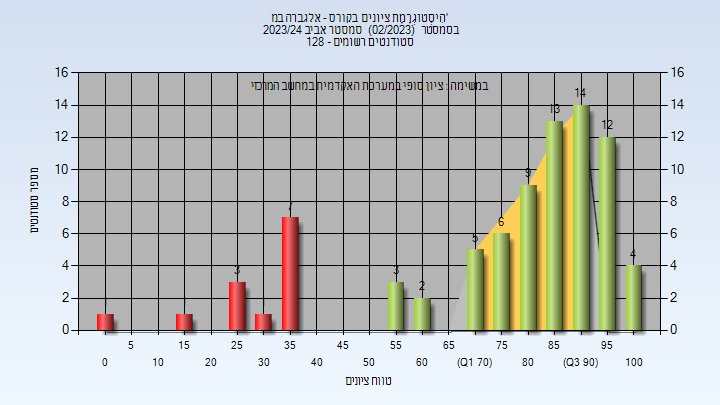 היסטוגרמת ציונים בקורס - אלגברה במ'
בסמסטר (02/2023) סמסטר אביב 2023/24
סטודנטים רשומים - 128
במשימה : ציון סופי במערכת האקדמית במחשב המרכזי
מספר סטודנטים
16 16
14 14
12 12
10 10
8 8
6 6
4 4
2 2
0 0
3 7 3 2 5 6 9 13 14 12 4
5 15 25 35 45 55 65 75 85 95
0 10 20 30 40 50 60 (Q1 70) 80 (Q3 90) 100
טווח ציונים